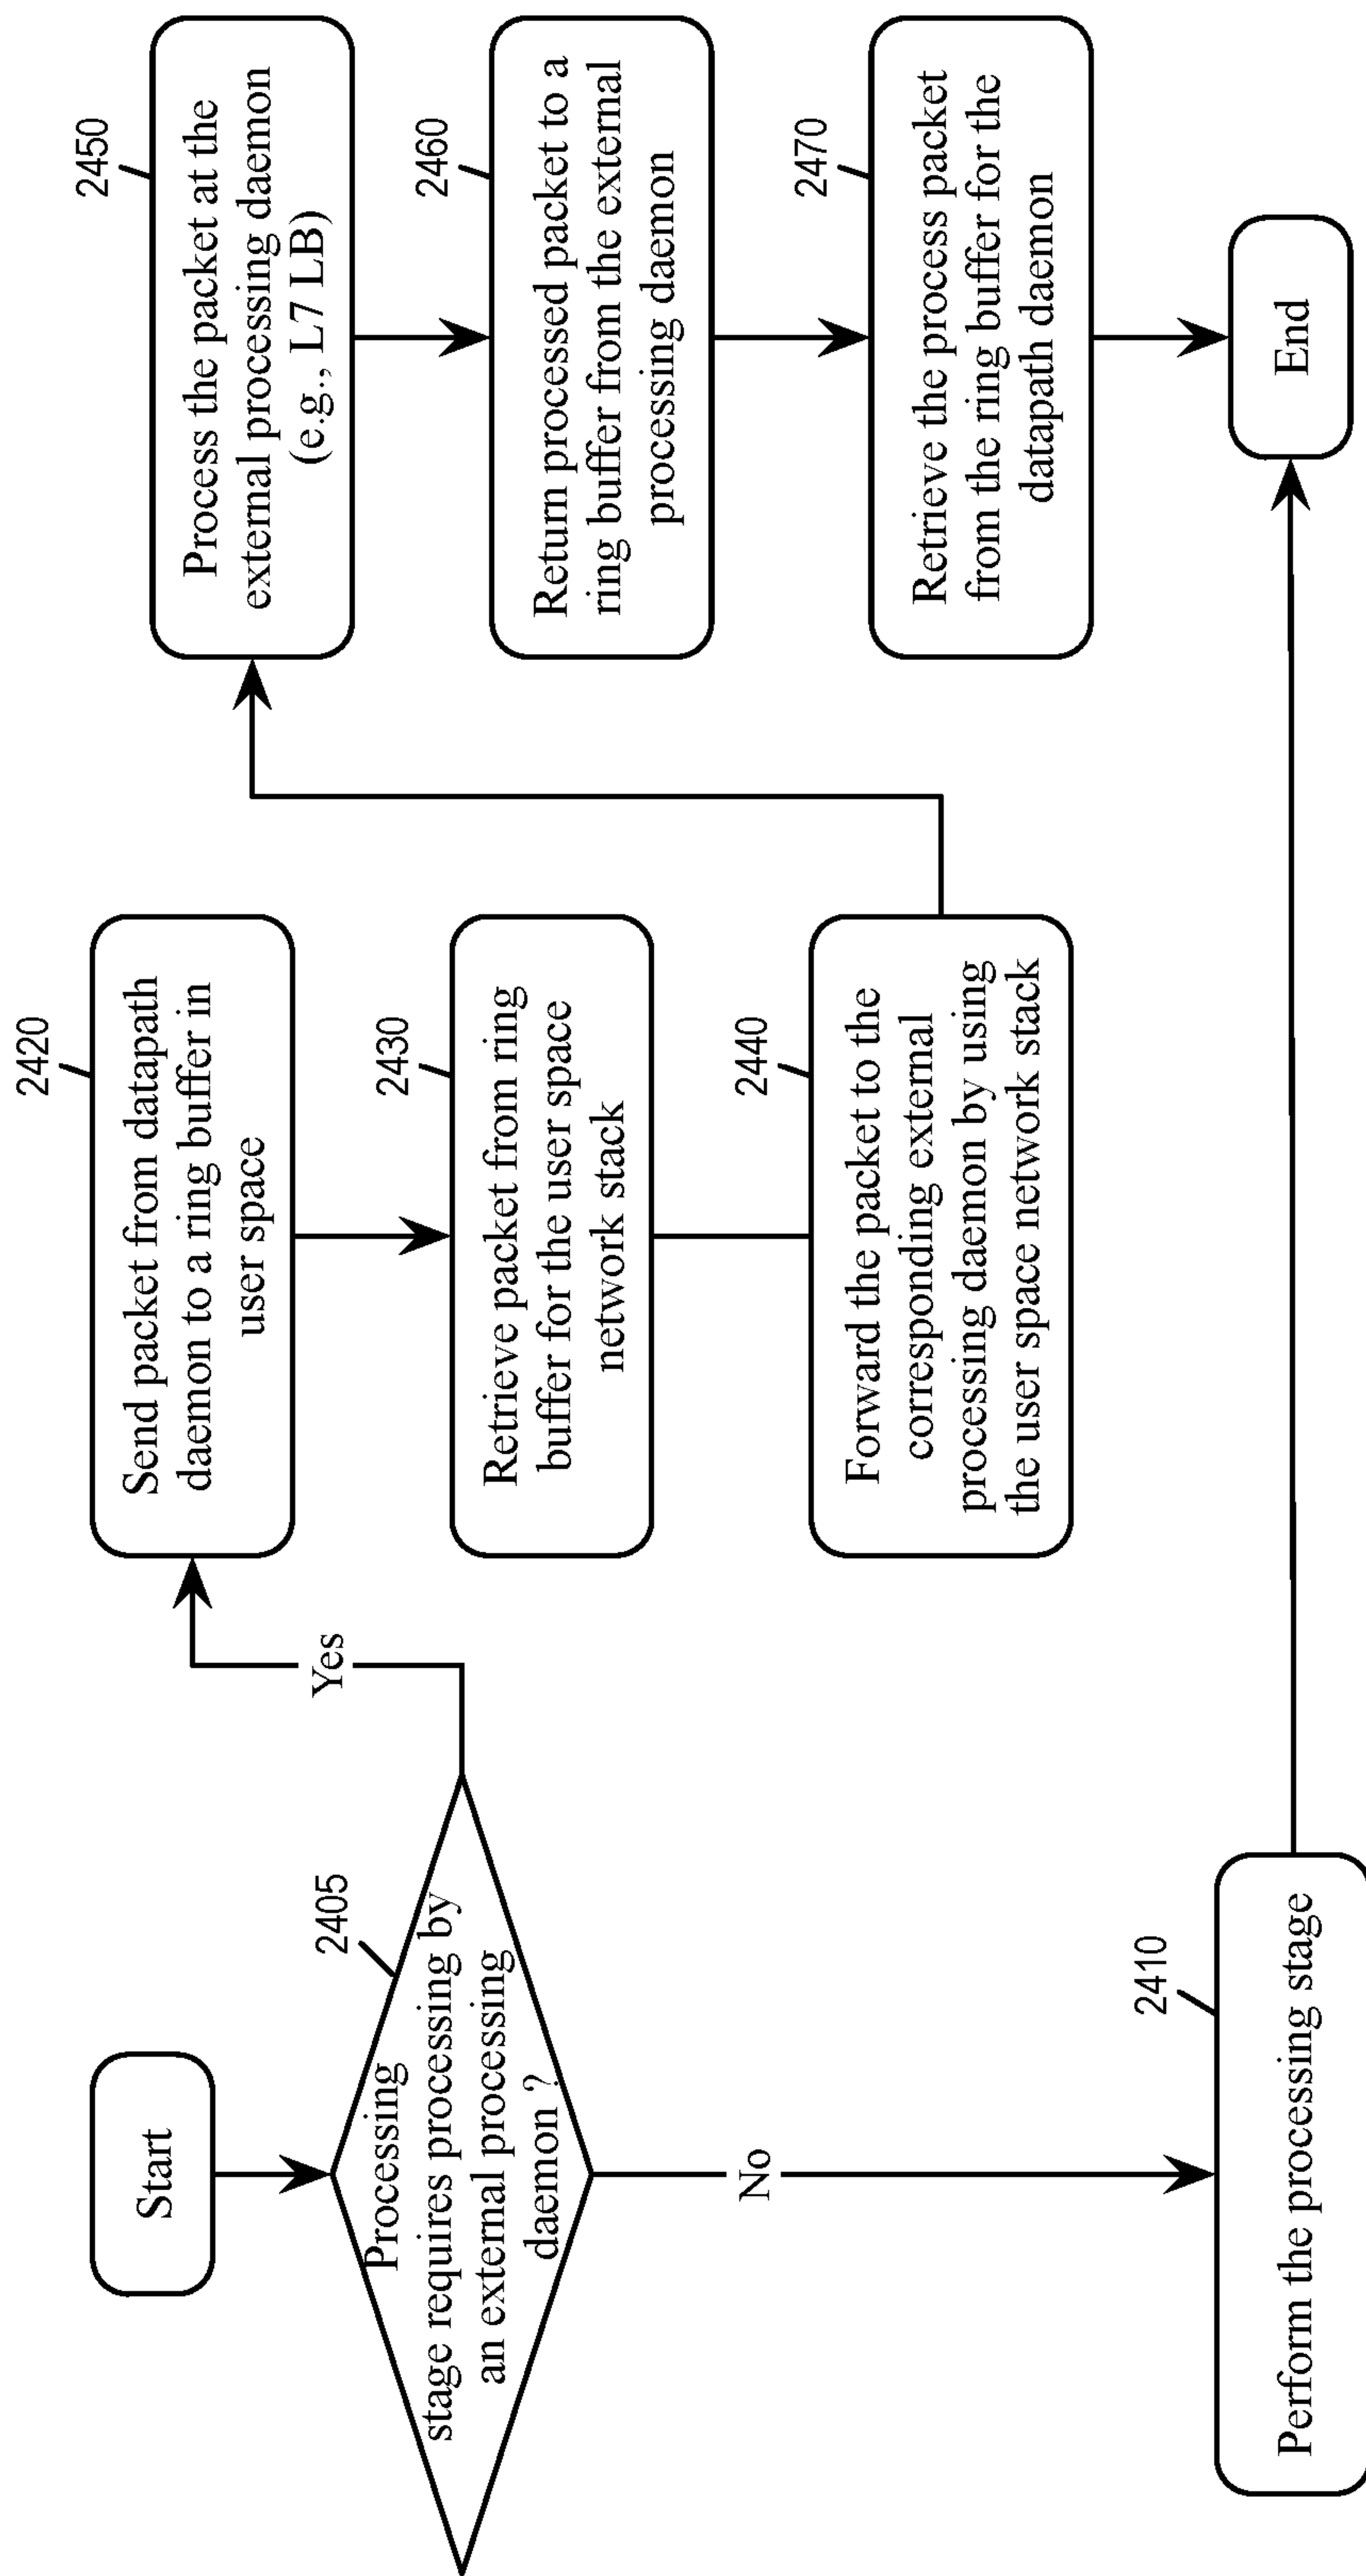 Start
2405
Processing
stage requires processing by
an external processing
daemon ?
Yes
No
2410
Perform the processing stage
2420
Send packet from datapath
daemon to a ring buffer in
user space
2430
Retrieve packet from ring
buffer for the user space
network stack
2440
Forward the packet to the
corresponding external
processing daemon by using
the user space network stack
2450
Process the packet at the
external processing daemon
(e.g., L7 LB)
2460
Return processed packet to a
ring buffer from the external
processing daemon
2470
Retrieve the process packet
from the ring buffer for the
datapath daemon
End